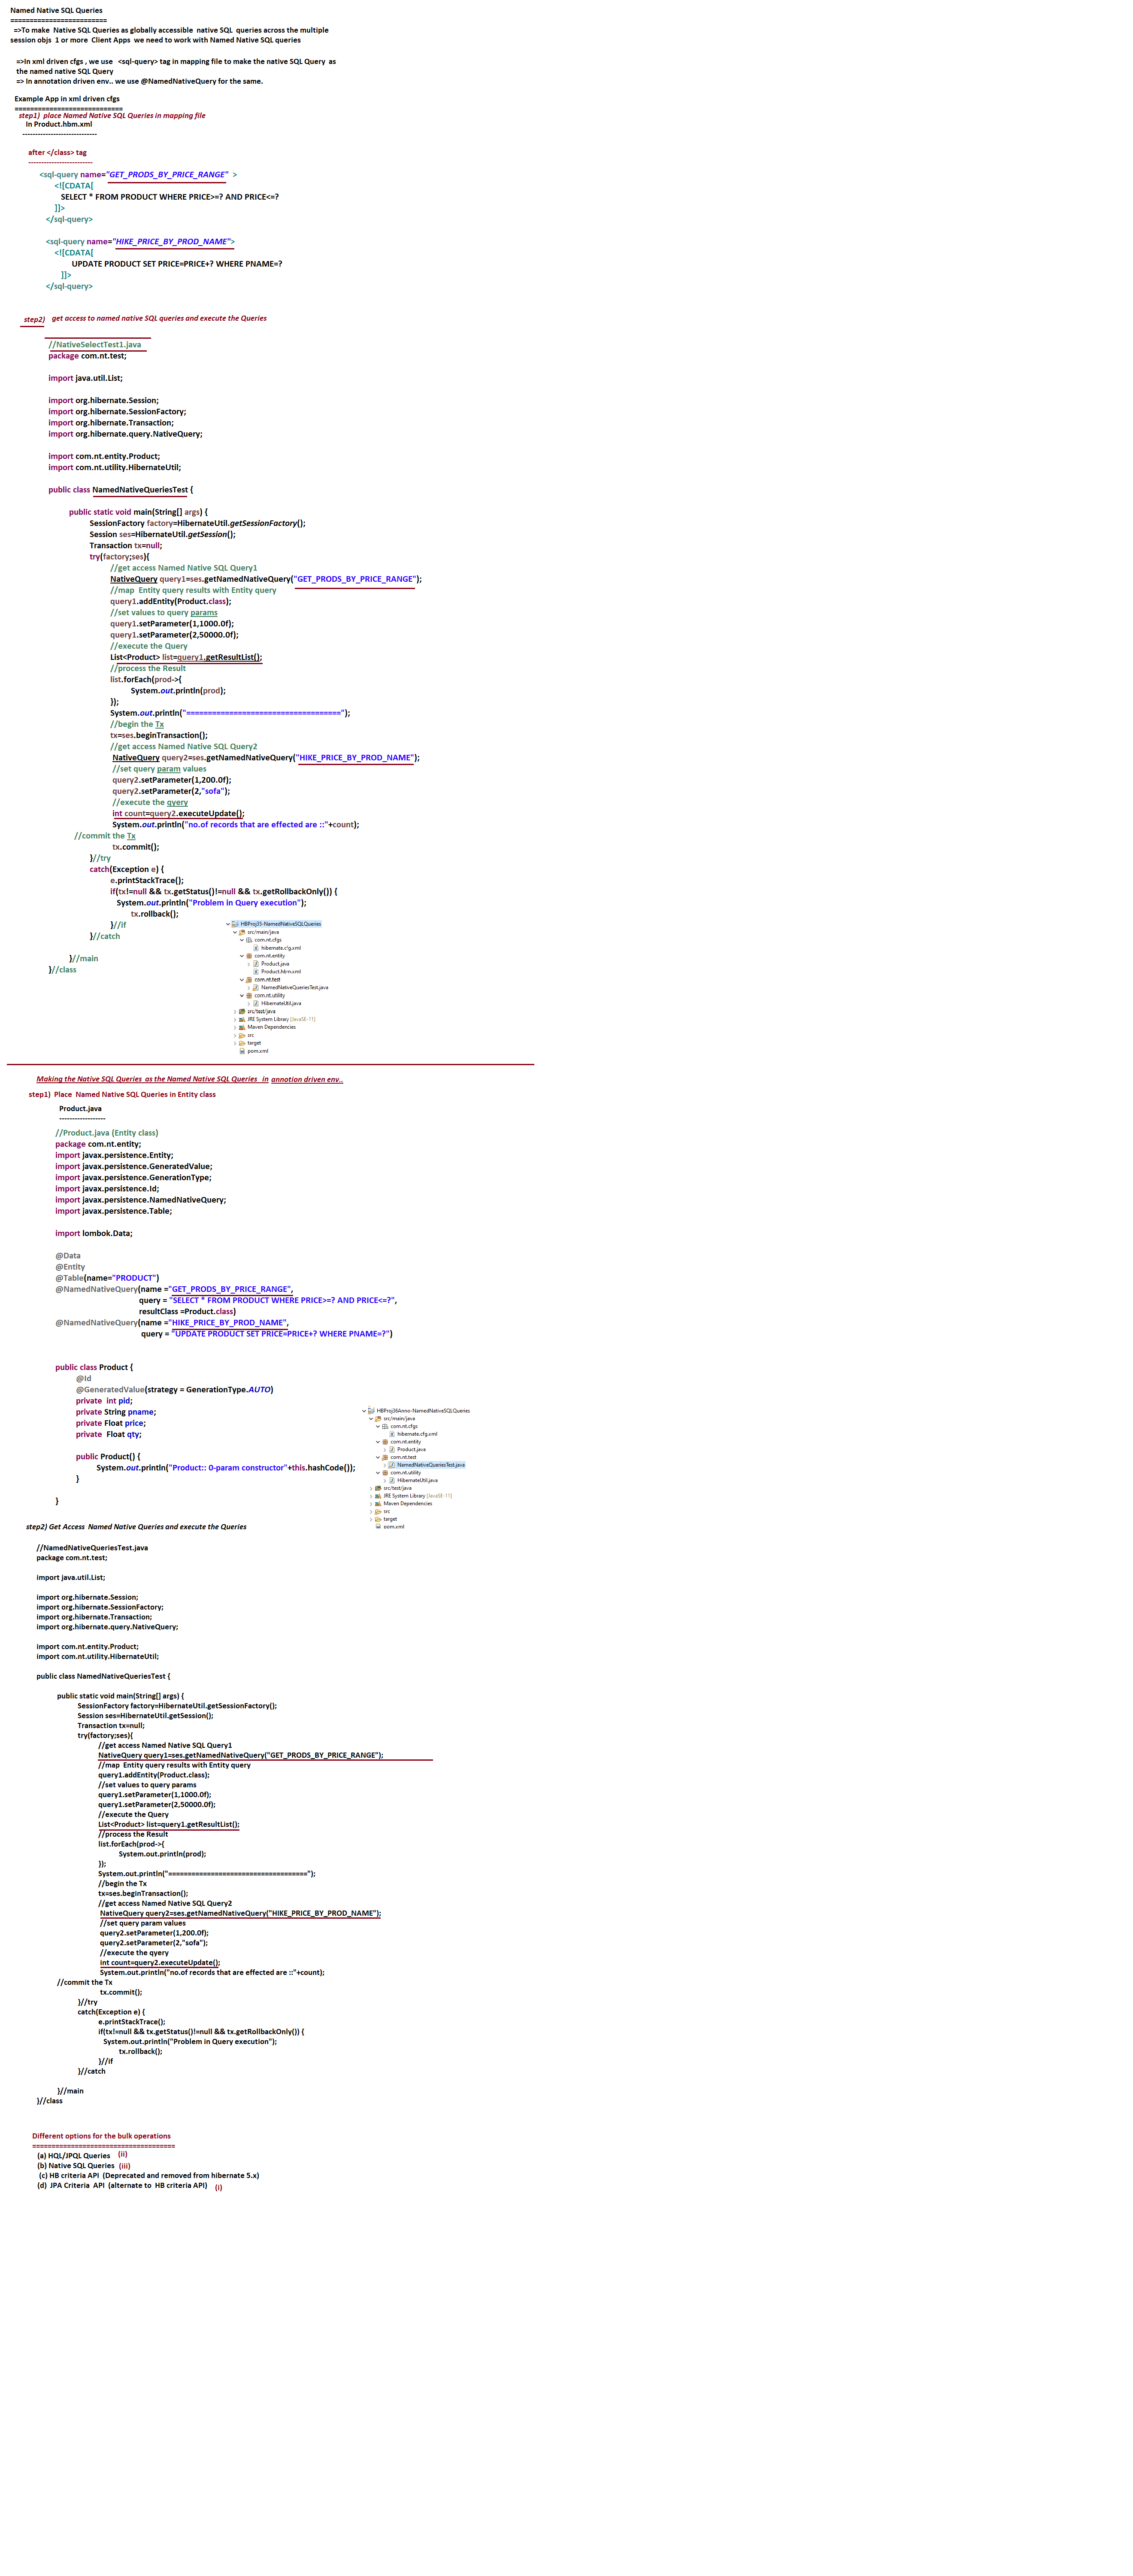 Named Native SQL Queries
=========================
=>To make Native SQL Queries as globally accessible native SQL queries across the multiple
session objs 1 or more Client Apps we need to work with Named Native SQL queries
=>In xml driven cfgs , we use <sql-query> tag in mapping file to make the native SQL Query as
the named native SQL Query
=> In annotation driven env.. we use @NamedNativeQuery for the same.
Example App in xml driven cfgs
============================
step1) place Named Native SQL Queries in mapping file
In Product.hbm.xml
-----------------------------
after </class> tag
-------------------------
<sql-query name="GET_PRODS_BY_PRICE_RANGE" >
<![CDATA[
SELECT * FROM PRODUCT WHERE PRICE>=? AND PRICE<=?
]]>
</sql-query>
<sql-query name="HIKE_PRICE_BY_PROD_NAME">
<![CDATA[
UPDATE PRODUCT SET PRICE=PRICE+? WHERE PNAME=?
]]>
</sql-query>
step2) get access to named native SQL queries and execute the Queries
//NativeSelectTest1.java
package com.nt.test;
import java.util.List;
import org.hibernate.Session;
import org.hibernate.SessionFactory;
import org.hibernate.Transaction;
import org.hibernate.query.NativeQuery;
import com.nt.entity.Product;
import com.nt.utility.HibernateUtil;
public class NamedNativeQueriesTest {
public static void main(String[] args) {
SessionFactory factory=HibernateUtil.getSessionFactory();
Session ses=HibernateUtil.getSession();
Transaction tx=null;
try(factory;ses){
//get access Named Native SQL Query1
NativeQuery query1=ses.getNamedNativeQuery("GET_PRODS_BY_PRICE_RANGE");
//map Entity query results with Entity query
query1.addEntity(Product.class);
//set values to query params
query1.setParameter(1,1000.0f);
query1.setParameter(2,50000.0f);
//execute the Query
List<Product> list=query1.getResultList();
//process the Result
list.forEach(prod->{
System.out.println(prod);
});
System.out.println("====================================");
//begin the Tx
tx=ses.beginTransaction();
//get access Named Native SQL Query2
NativeQuery query2=ses.getNamedNativeQuery("HIKE_PRICE_BY_PROD_NAME");
//set query param values
query2.setParameter(1,200.0f);
query2.setParameter(2,"sofa");
//execute the qyery
int count=query2.executeUpdate();
System.out.println("no.of records that are effected are ::"+count);
//commit the Tx
tx.commit();
}//try
catch(Exception e) {
e.printStackTrace();
if(tx!=null && tx.getStatus()!=null && tx.getRollbackOnly()) {
System.out.println("Problem in Query execution");
tx.rollback();
}//if
}//catch
}//main
}//class
HBProj35-NamedNativeSQLQueries
src/main/java
com.nt.cfgs
hibernate.cfg.xml
com.nt.entity
Product.java
Product.hbm.xml
com.nt.test
NamedNativeQueriesTest.java
com.nt.utility
HibernateUtil.java
src/test/java
JRE System Library [JavaSE-11]
Maven Dependencies
src
target
pom.xml
Making the Native SQL Queries as the Named Native SQL Queries in annotion driven env..
step1) Place Named Native SQL Queries in Entity class
Product.java
------------------
//Product.java (Entity class)
package com.nt.entity;
import javax.persistence.Entity;
import javax.persistence.GeneratedValue;
import javax.persistence.GenerationType;
import javax.persistence.Id;
import javax.persistence.NamedNativeQuery;
import javax.persistence.Table;
import lombok.Data;
@Data
@Entity
@Table(name="PRODUCT")
@NamedNativeQuery(name ="GET_PRODS_BY_PRICE_RANGE",
query = "SELECT * FROM PRODUCT WHERE PRICE>=? AND PRICE<=?",
resultClass =Product.class)
@NamedNativeQuery(name ="HIKE_PRICE_BY_PROD_NAME",
query = "UPDATE PRODUCT SET PRICE=PRICE+? WHERE PNAME=?")
public class Product {
@Id
@GeneratedValue(strategy = GenerationType.AUTO)
private int pid;
private String pname;
private Float price;
private Float qty;
public Product() {
System.out.println("Product:: 0-param constructor"+this.hashCode());
}
}
HBProj36Anno-NamedNativeSQLQueries
src/main/java
com.nt.cfgs
hibernate.cfg.xml
com.nt.entity
Product.java
com.nt.test
NamedNativeQueriesTest.java
com.nt.utility
HibernateUtil.java
src/test/java
JRE System Library [JavaSE-11]
Maven Dependencies
src
target
pom.xml
step2) Get Access Named Native Queries and execute the Queries
//NamedNativeQueriesTest.java
package com.nt.test;
import java.util.List;
import org.hibernate.Session;
import org.hibernate.SessionFactory;
import org.hibernate.Transaction;
import org.hibernate.query.NativeQuery;
import com.nt.entity.Product;
import com.nt.utility.HibernateUtil;
public class NamedNativeQueriesTest {
public static void main(String[] args) {
SessionFactory factory=HibernateUtil.getSessionFactory();
Session ses=HibernateUtil.getSession();
Transaction tx=null;
try(factory;ses){
//get access Named Native SQL Query1
NativeQuery query1=ses.getNamedNativeQuery("GET_PRODS_BY_PRICE_RANGE");
//map Entity query results with Entity query
query1.addEntity(Product.class);
//set values to query params
query1.setParameter(1,1000.0f);
query1.setParameter(2,50000.0f);
//execute the Query
List<Product> list=query1.getResultList();
//process the Result
list.forEach(prod->{
System.out.println(prod);
});
System.out.println("====================================");
//begin the Tx
tx=ses.beginTransaction();
//get access Named Native SQL Query2
NativeQuery query2=ses.getNamedNativeQuery("HIKE_PRICE_BY_PROD_NAME");
//set query param values
query2.setParameter(1,200.0f);
query2.setParameter(2,"sofa");
//execute the qyery
int count=query2.executeUpdate();
System.out.println("no.of records that are effected are ::"+count);
//commit the Tx
tx.commit();
}//try
catch(Exception e) {
e.printStackTrace();
if(tx!=null && tx.getStatus()!=null && tx.getRollbackOnly()) {
System.out.println("Problem in Query execution");
tx.rollback();
}//if
}//catch
}//main
}//class
Different options for the bulk operations
=====================================
(a) HQL/JPQL Queries (ii)
(b) Native SQL Queries (iii)
(c) HB criteria API (Deprecated and removed from hibernate 5.x)
(d) JPA Criteria API (alternate to HB criteria API) (i)